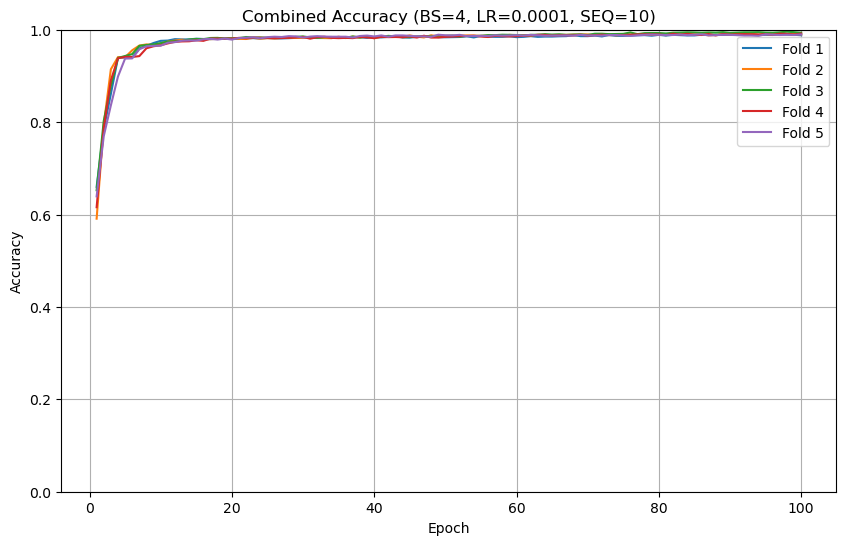 Combined Accuracy (BS=4, LR=0.0001, SEQ=10)
1.0
0.8
0.6
0.4
0.2
0.0
Accuracy
Fold 1
Fold 2
Fold 3
Fold 4
Fold 5
0 20 40 60 80 100
Epoch